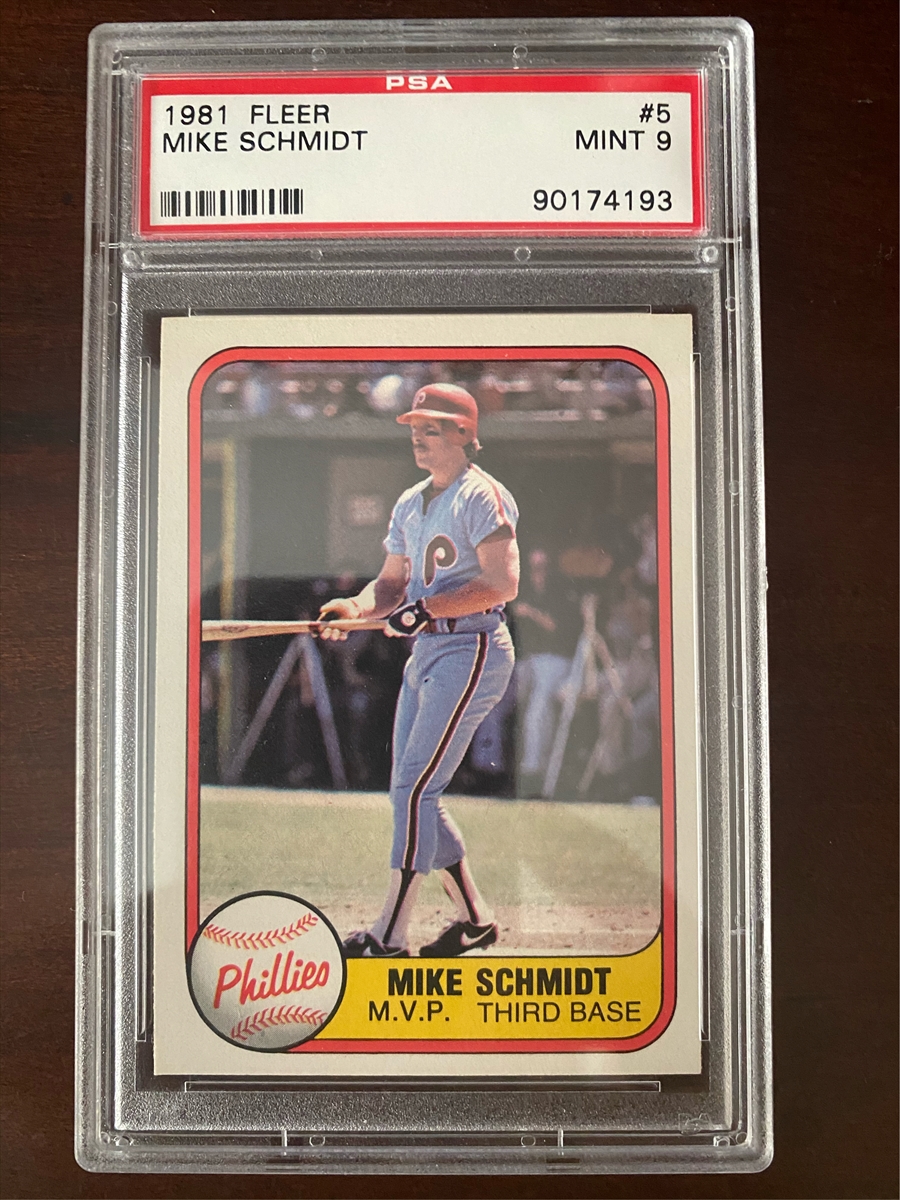 PSA
1981 FLEER #5
MIKE SCHMIDT MINT 9
90174193
P
P
Phillies
MIKE SCHMIDT
M.V.P. THIRD BASE